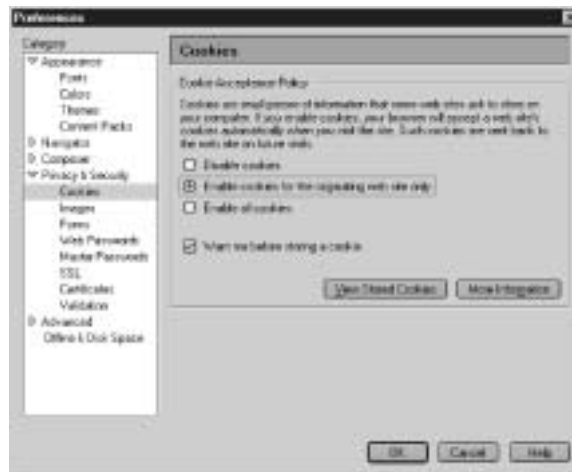 Preferences
Category
Appearance
Fonts
Colors
Themes
Content Packs
Navigator
Composer
Privacy & Security
Cookies
Images
Forms
Web Passwords
Master Passwords
SSL
Certificates
Validation
Advanced
Offline & Disk Space
Cookies
Cookie Acceptance Policy
Cookies are small pieces of information that some web sites ask to store on
your computer. If you enable cookies, your browser will accept a web site's
cookies automatically when you visit the site. Such cookies are sent back to
the web site on future visits.
Disable cookies
Enable cookies for the originating web site only
Enable all cookies
Warn me before storing a cookie
View Stored Cookies
More Information
OK
Cancel
Help